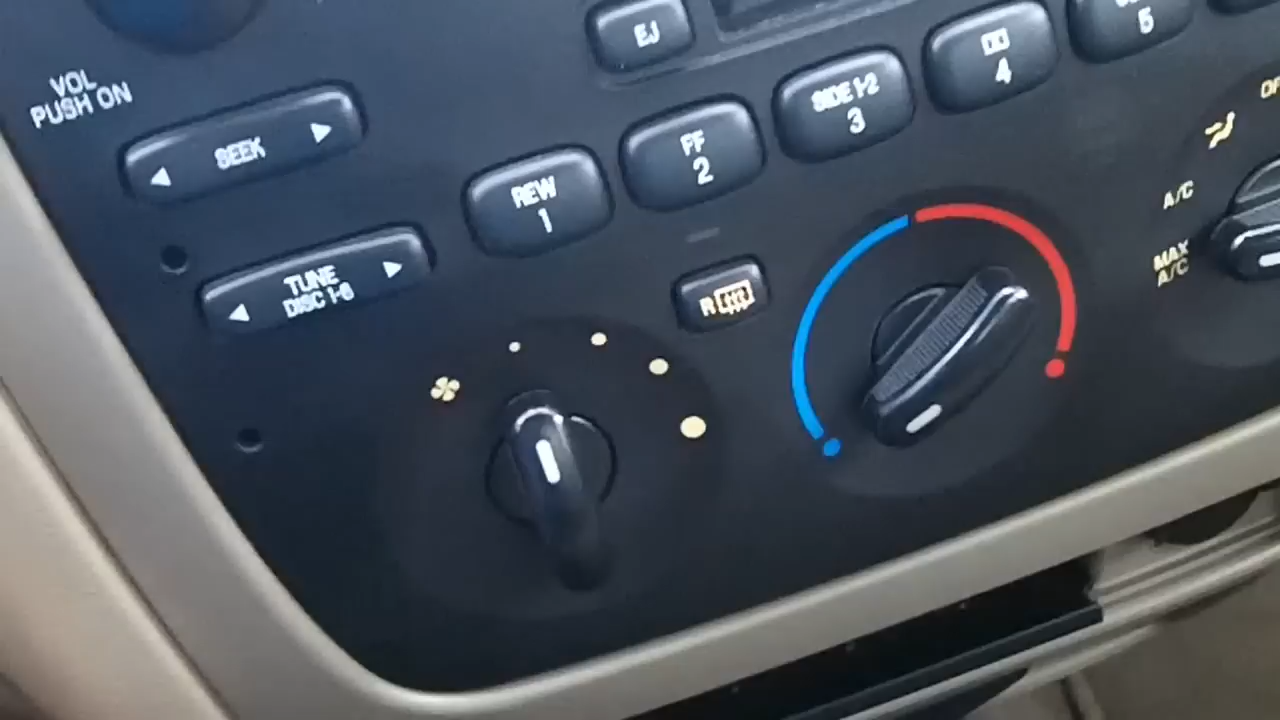 VOL
PUSH ON
SEEK
TUNE
DISC 1-6
EJ
REW
1
FF
2
SIDE 1-2
3
4
5
R
A/C
MAX
A/C